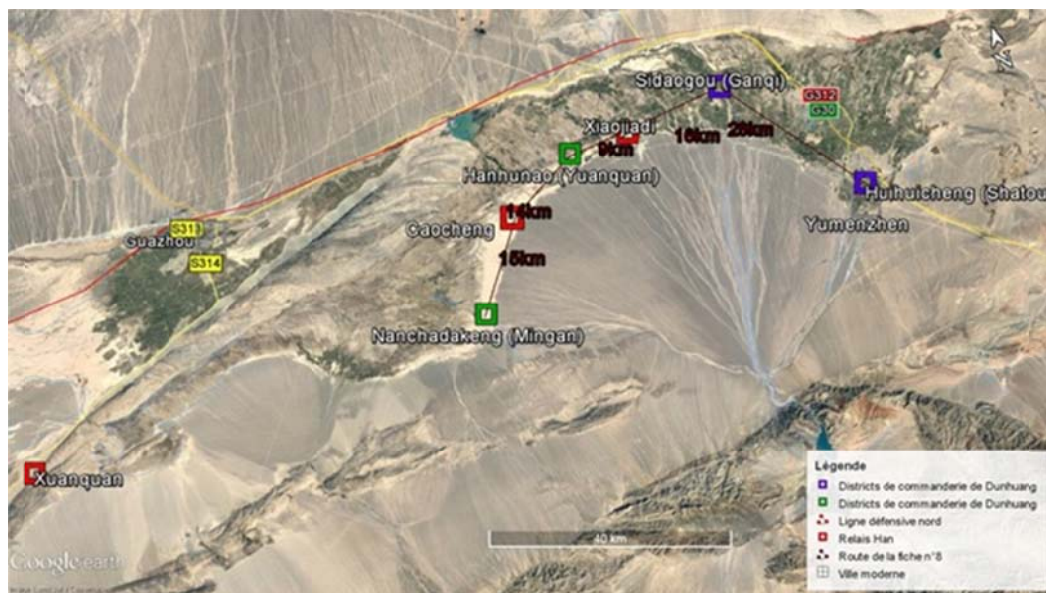 Sidaogou (Ganqi)
G312
G30
Xiaojiadi
16km
28km
9km
Hannunao (Yuanquan)
Huihuicheng (Shatou
14km
Caocheng
Yumenzhen
S313
Guazhou
S314
15km
Nanchadakeng (Mingan)
Xuanquan
Légende
Districts de commanderie de Dunhuang
Districts de commanderie de Dunhuang
Ligne défensive nord
Relais Han
Route de la fiche n°8
Ville moderne
40 km
Google earth